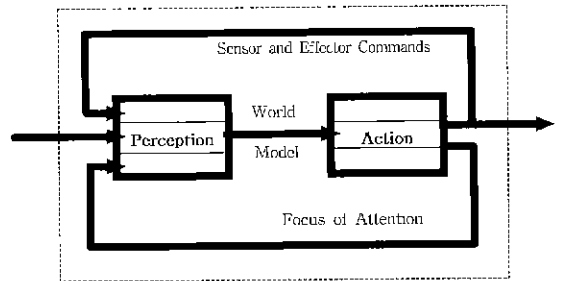 Sensor and Effector Commands
World
Perception
Action
Model
Focus of Attention